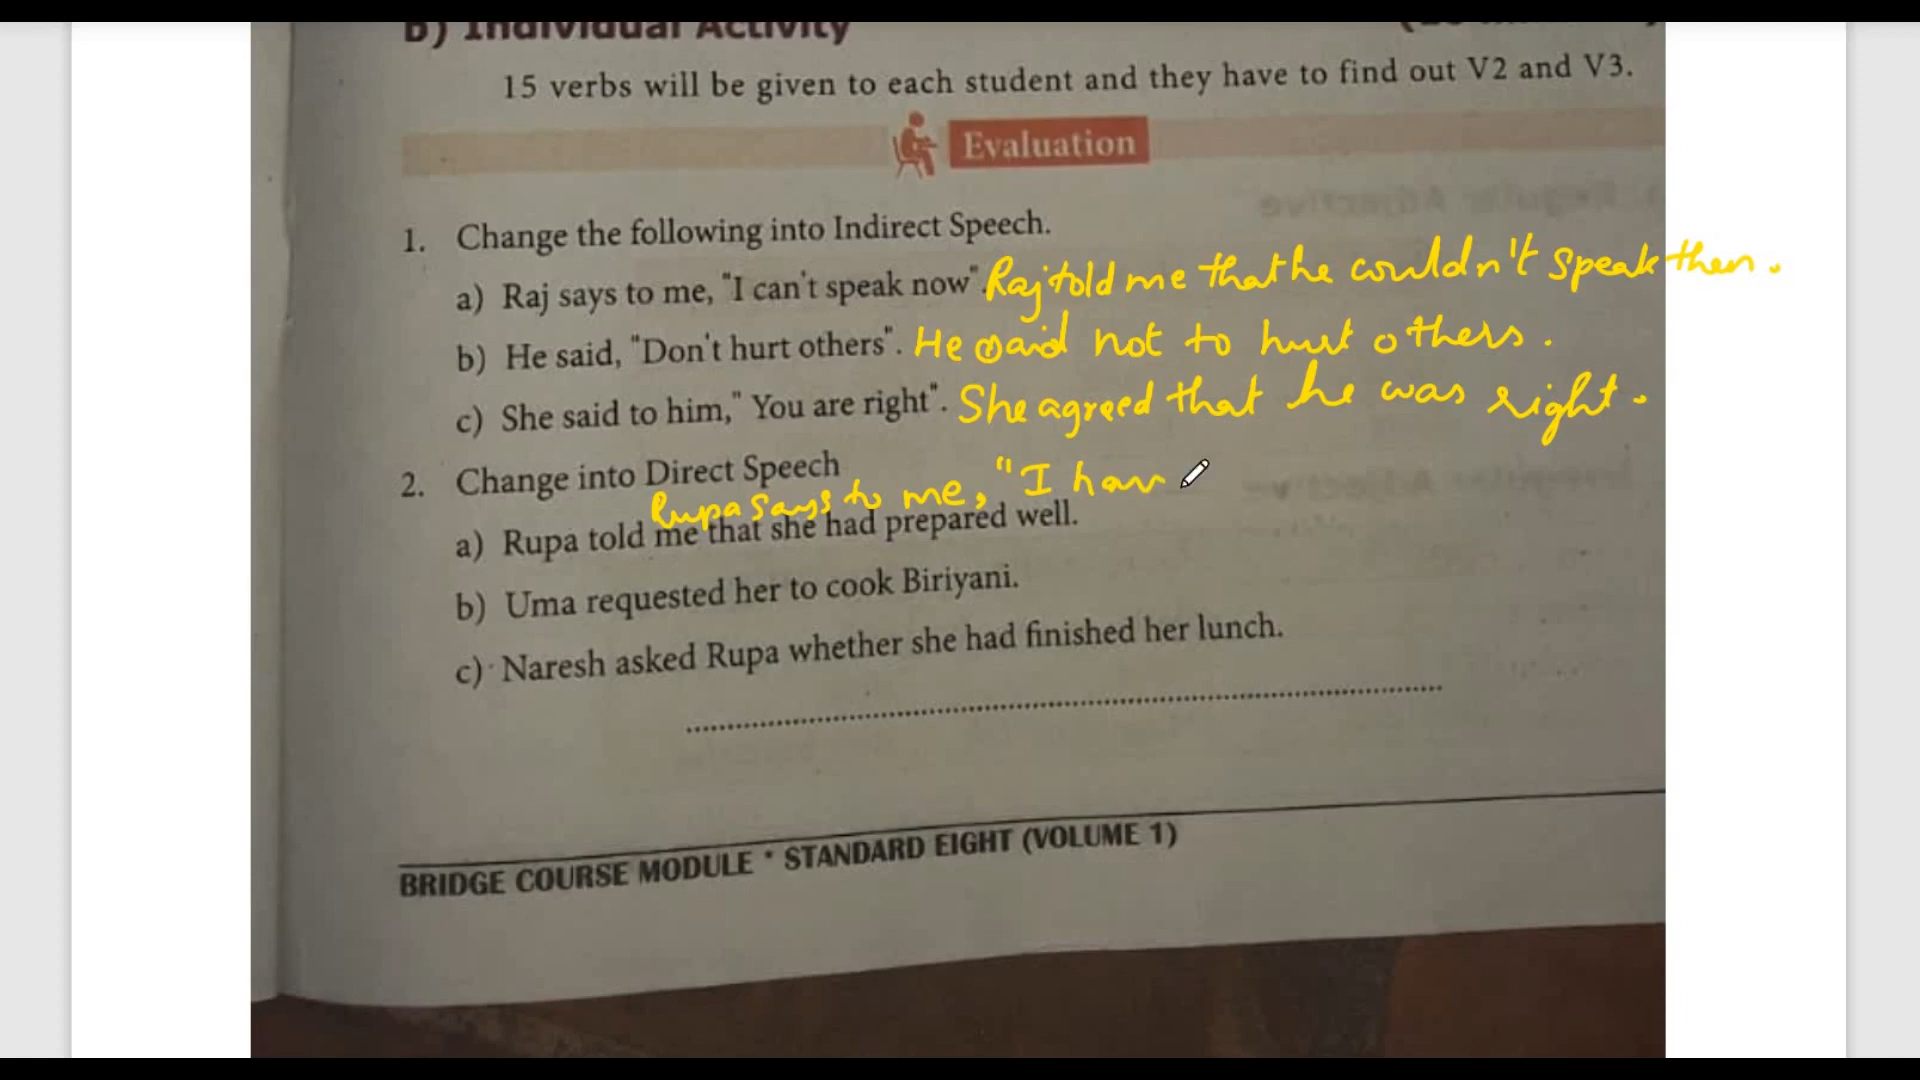 b) Individual Activity
15 verbs will be given to each student and they have to find out V2 and V3.
Evaluation
1. Change the following into Indirect Speech.
a) Raj says to me, "I can't speak now". Raj told me that he couldn't speak then.
b) He said, "Don't hurt others". He said not to hurt others.
c) She said to him," You are right". She agreed that he was right.
2. Change into Direct Speech
Rupa says to me, "I hav
a) Rupa told me that she had prepared well.
b) Uma requested her to cook Biriyani.
c) Naresh asked Rupa whether she had finished her lunch.
BRIDGE COURSE MODULE * STANDARD EIGHT (VOLUME 1)